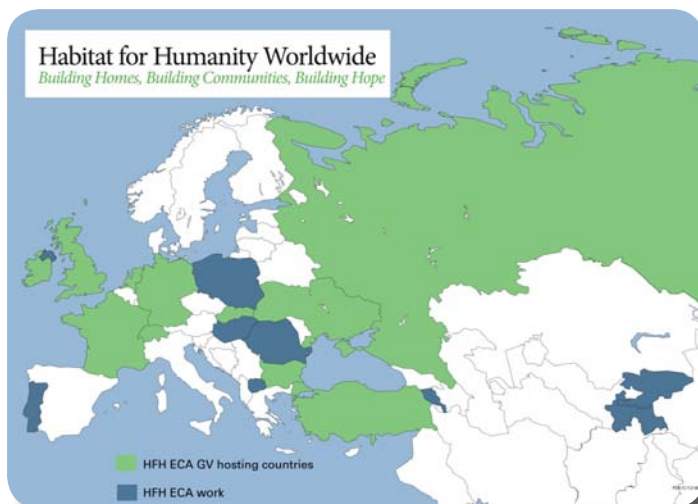 Habitat for Humanity Worldwide
Building Homes, Building Communities, Building Hope
HFH ECA GV hosting countries
HFH ECA work